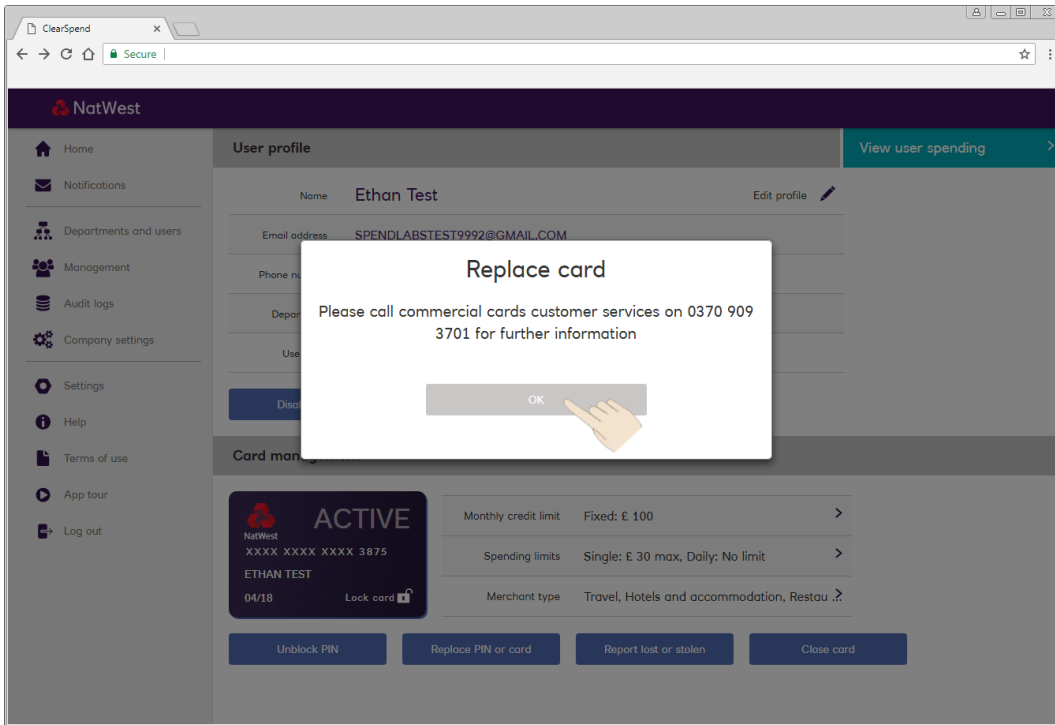 ClearSpend
Secure
NatWest
Home
Notifications
Departments and users
Management
Audit logs
Company settings
Settings
Help
Terms of use
App tour
Log out
User profile
View user spending
Name Ethan Test
Edit profile
Email address SPENDLABSTEST9992@GMAIL.COM
Phone
Replace card
Please call commercial cards customer services on 0370 909
3701 for further information
OK
Card
NatWest
ACTIVE
XXXX XXXX XXXX 3875
ETHAN TEST
04/18 Lock card
Monthly credit limit Fixed: £ 100
Spending limits Single: £ 30 max, Daily: No limit
Merchant type Travel, Hotels and accommodation, Restau ...
Unblock PIN
Replace PIN or card
Report lost or stolen
Close card